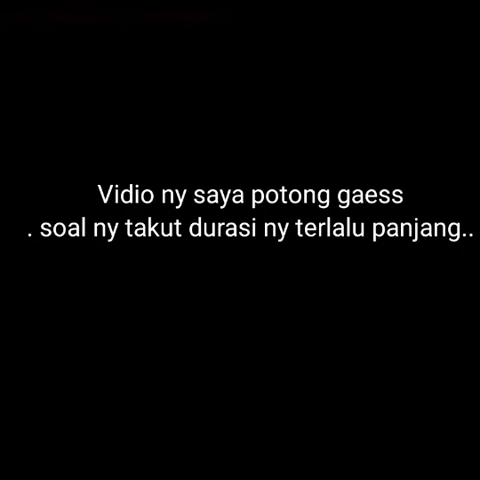 Vidio ny saya potong gaess
. soal ny takut durasi ny terlalu panjang..